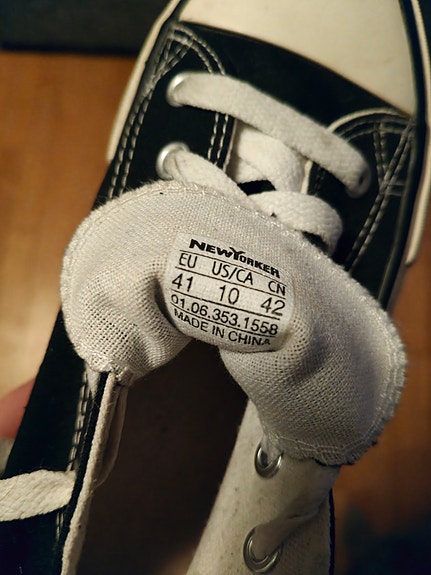 NEWYORKER
EU US/CA CN
41 10 42
01.06.353.1558
MADE IN CHINA